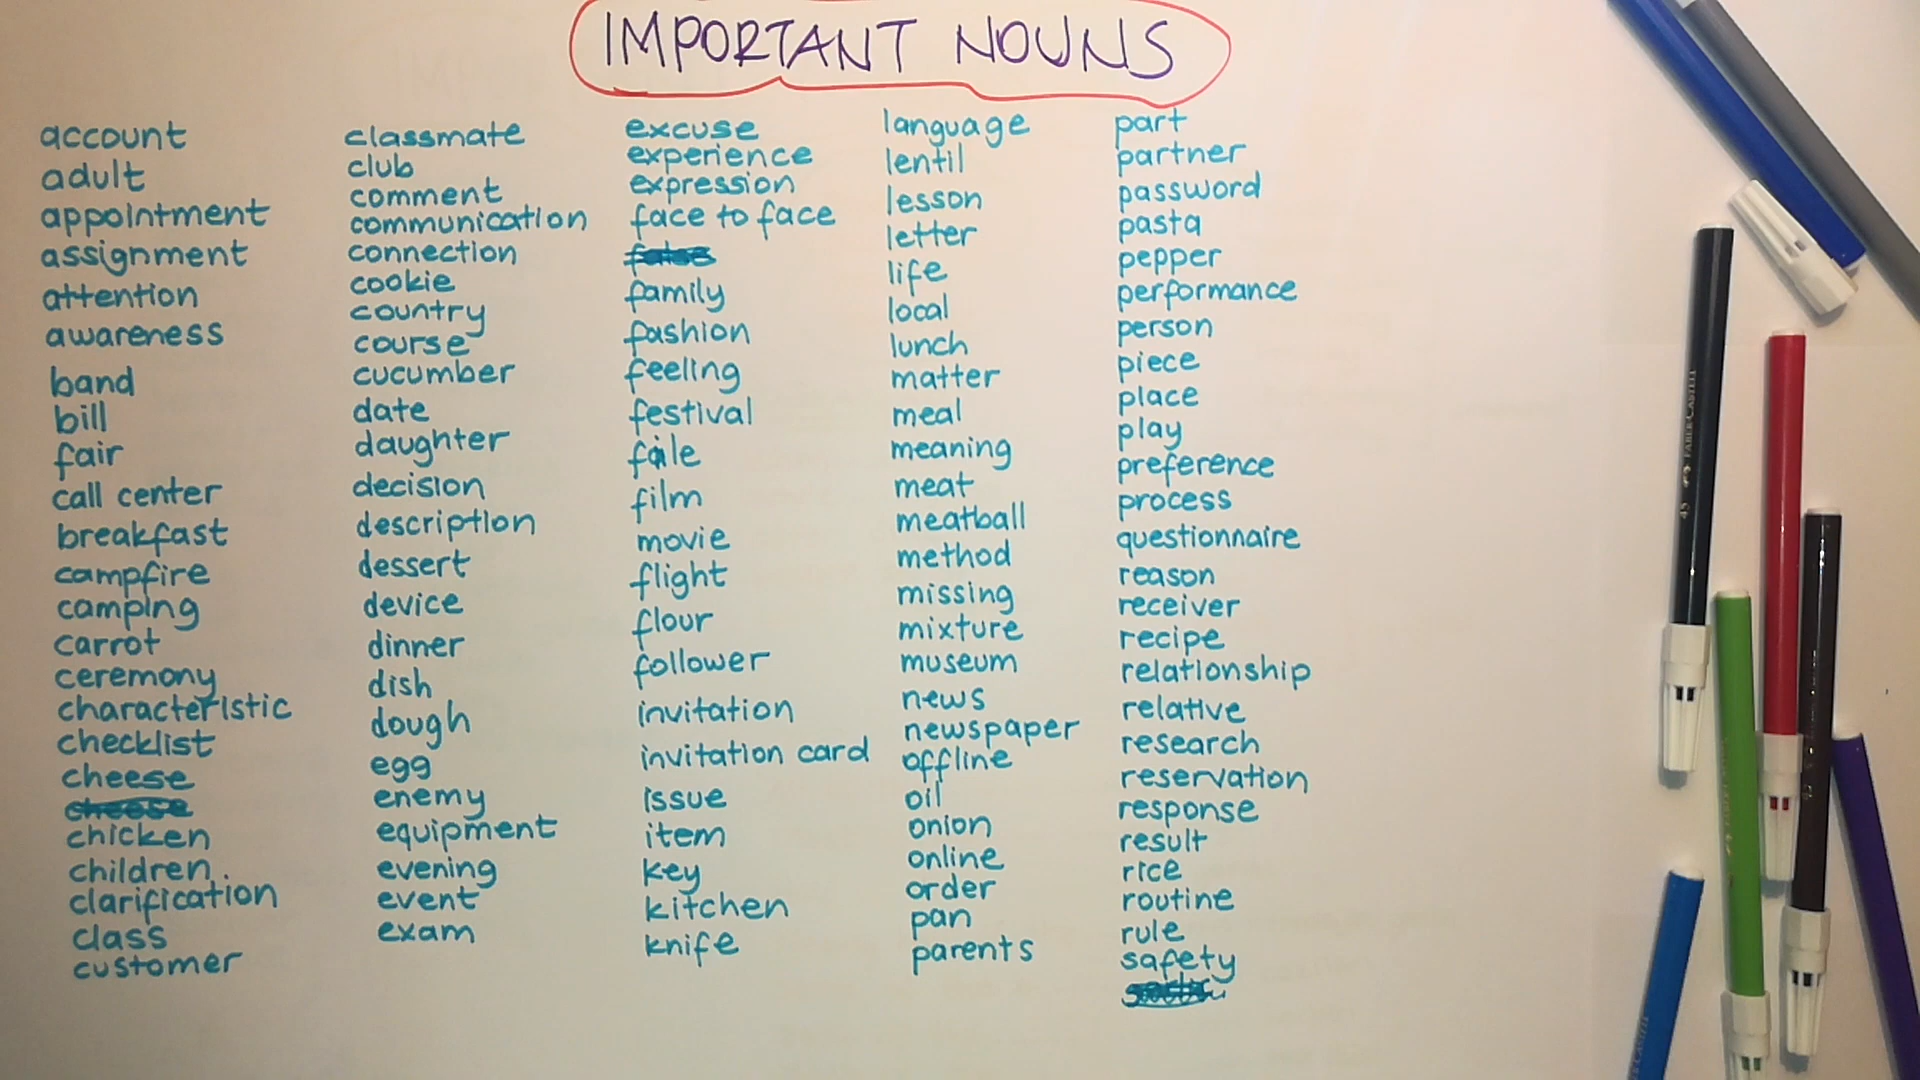 IMPORTANT NOUNS
account
adult
appointment
assignment
attention
awareness
band
bill
fair
call center
breakfast
campfire
camping
carrot
ceremony
characteristic
checklist
cheese
cheese
chicken
children
clarification
class
customer
classmate
club
comment
communication
connection
cookie
country
course
cucumber
date
daughter
decision
description
dessert
device
dinner
dish
dough
egg
enemy
equipment
evening
event
exam
excuse
experience
expression
face to face
family
fashion
feeling
festival
file
film
movie
flight
flour
follower
invitation
invitation card
issue
item
key
kitchen
knife
language
lentil
lesson
letter
life
local
lunch
matter
meal
meaning
meat
meatball
method
missing
mixture
museum
news
newspaper
offline
oil
onion
online
order
pan
parents
part
partner
password
pasta
pepper
performance
person
piece
place
play
preference
process
questionnaire
reason
receiver
recipe
relationship
relative
research
reservation
response
result
rice
routine
rule
safety
45 FABER-CASTELL